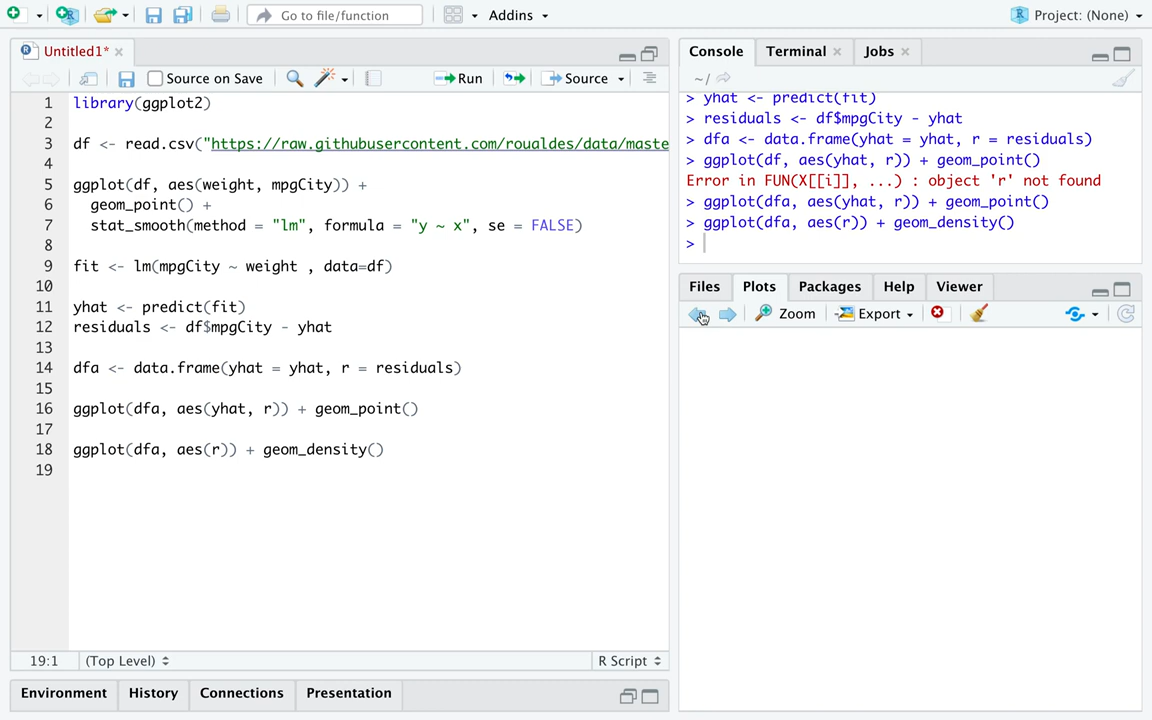 Go to file/function
Addins
Project: (None)
Untitled1*
Source on Save
Run
Source
1 library(ggplot2)
2
3 df <- read.csv("https://raw.githubusercontent.com/roualdes/data/maste
4
5 ggplot(df, aes(weight, mpgCity)) +
6 geom_point() +
7 stat_smooth(method = "lm", formula = "y ~ x", se = FALSE)
8
9 fit <- lm(mpgCity ~ weight , data=df)
10
11 yhat <- predict(fit)
12 residuals <- df$mpgCity - yhat
13
14 dfa <- data.frame(yhat = yhat, r = residuals)
15
16 ggplot(dfa, aes(yhat, r)) + geom_point()
17
18 ggplot(dfa, aes(r)) + geom_density()
19
19:1 (Top Level) R Script
Environment History Connections Presentation
Console Terminal Jobs
~/
> yhat <- predict(fit)
> residuals <- df$mpgCity - yhat
> dfa <- data.frame(yhat = yhat, r = residuals)
> ggplot(df, aes(yhat, r)) + geom_point()
Error in FUN(X[[i]], ...) : object 'r' not found
> ggplot(dfa, aes(yhat, r)) + geom_point()
> ggplot(dfa, aes(r)) + geom_density()
>
Files Plots Packages Help Viewer
Zoom Export